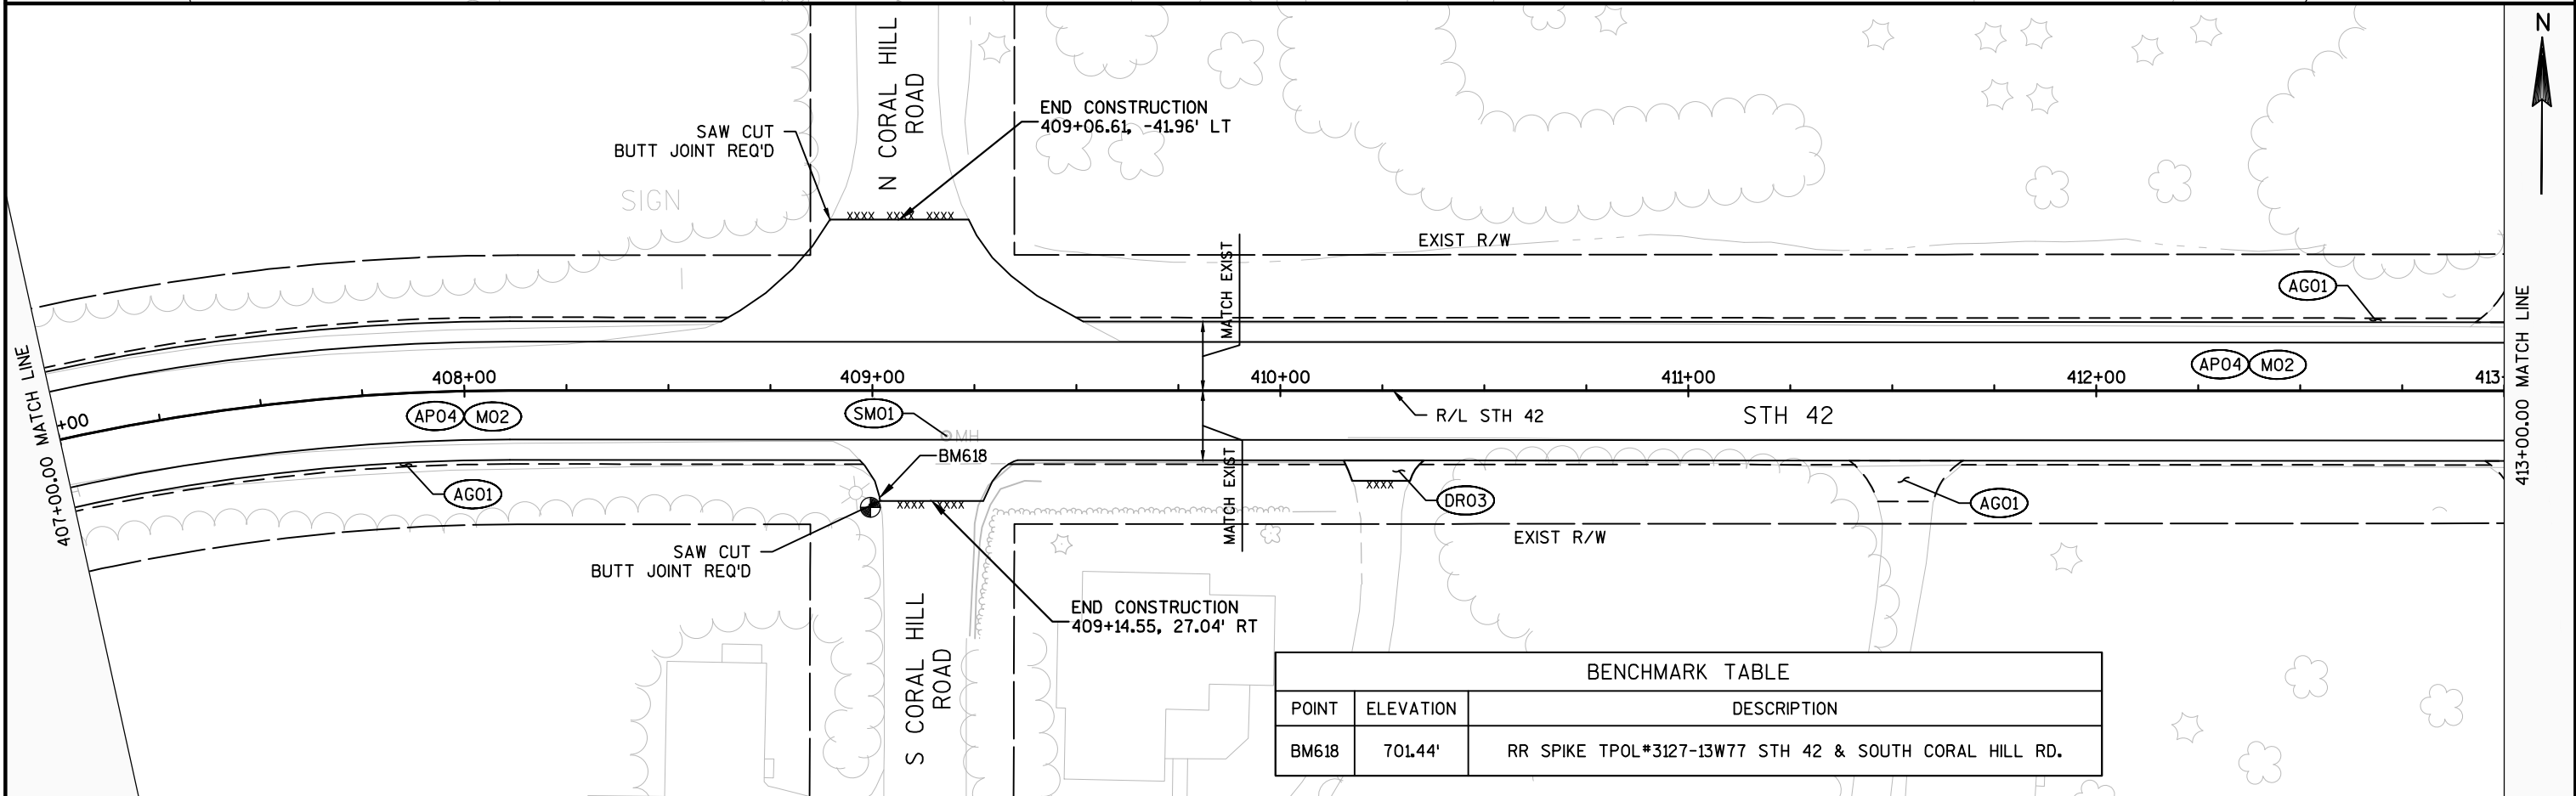 N
N CORAL HILL
ROAD
END CONSTRUCTION
409+06.61, -41.96' LT
SAW CUT
BUTT JOINT REQ'D
SIGN
EXIST R/W
MATCH EXIST
AG01
407+00.00 MATCH LINE
+00
408+00
409+00
410+00
411+00
412+00
413+
AP04 M02
413+00.00 MATCH LINE
AP04 M02
SM01
R/L STH 42
STH 42
MH
BM618
AG01
MATCH EXIST
DR03
AG01
EXIST R/W
SAW CUT
BUTT JOINT REQ'D
END CONSTRUCTION
409+14.55, 27.04' RT
S CORAL HILL
ROAD
BENCHMARK TABLE
POINT ELEVATION DESCRIPTION
BM618 701.44' RR SPIKE TPOL#3127-13W77 STH 42 & SOUTH CORAL HILL RD.